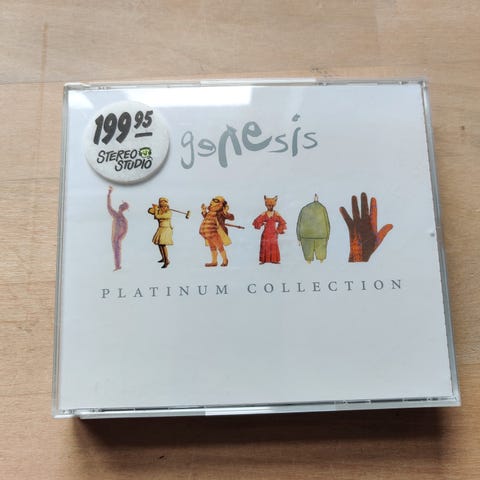 199 95
STEREO
STUDIO
genesis
PLATINUM COLLECTION